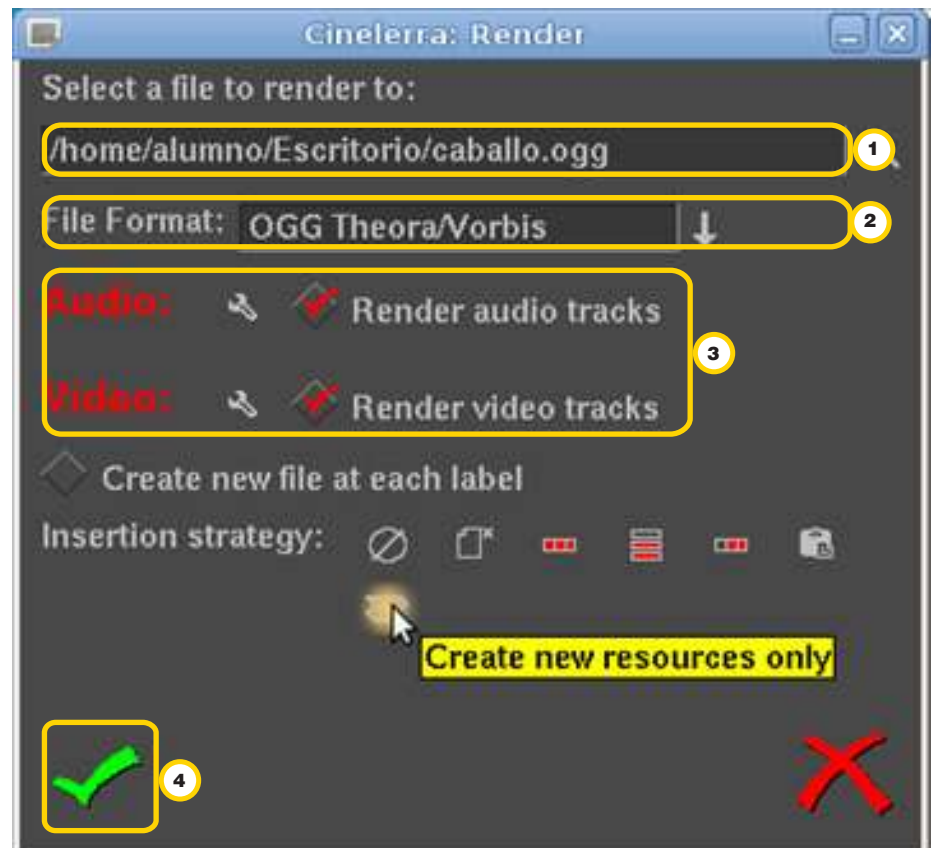 Cinelerra: Render
Select a file to render to:
/home/alumno/Escritorio/caballo.ogg
1
File Format: OGG Theora/Vorbis
2
Audio: Render audio tracks
3
Video: Render video tracks
Create new file at each label
Insertion strategy:
Create new resources only
4